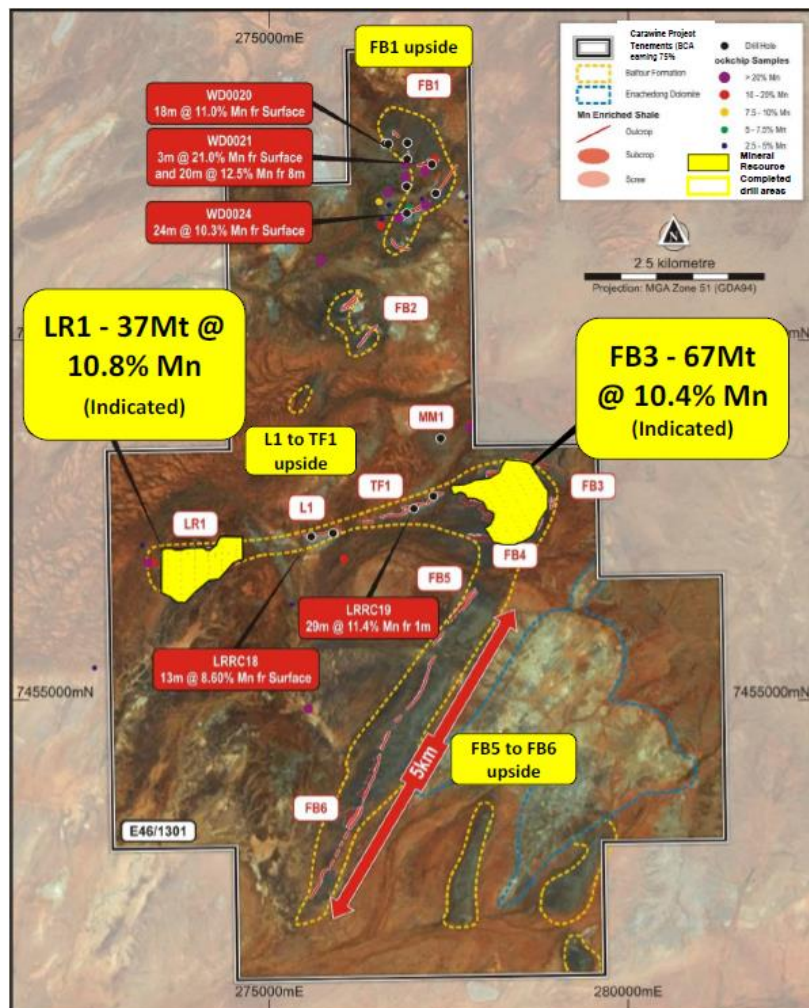 275000mE
FB1 upside
FB1
WD0020
18m @ 11.0% Mn fr Surface
WD0021
3m @ 21.0% Mn fr Surface
and 20m @ 12.5% Mn fr 8m
WD0024
24m @ 10.3% Mn fr Surface
Carawine Project
Tenements (BCA
earning 75%
Balfour Formation
Enacheddong Dolomite
Mn Enriched Shale
Outcrop
Subcrop
Scree
Drill Hole
ockchip Samples
> 20% Mn
10 - 20% Mn
7.5 - 10% Mn
5 - 7.5% Mn
2.5 - 5% Mn
Mineral
Resource
Completed
drill areas
N
2.5 kilometre
Projection: MGA Zone 51 (GDA94)
FB2
LR1 - 37Mt @
10.8% Mn
(Indicated)
FB3 - 67Mt
@ 10.4% Mn
(Indicated)
MM1
L1 to TF1
upside
TF1
FB3
L1
LR1
FB4
FB5
LRRC19
29m @ 11.4% Mn fr 1m
LRRC18
13m @ 8.60% Mn fr Surface
7455000mN
7455000mN
5km
FB5 to FB6
upside
FB6
E46/1301
275000mE
280000mE